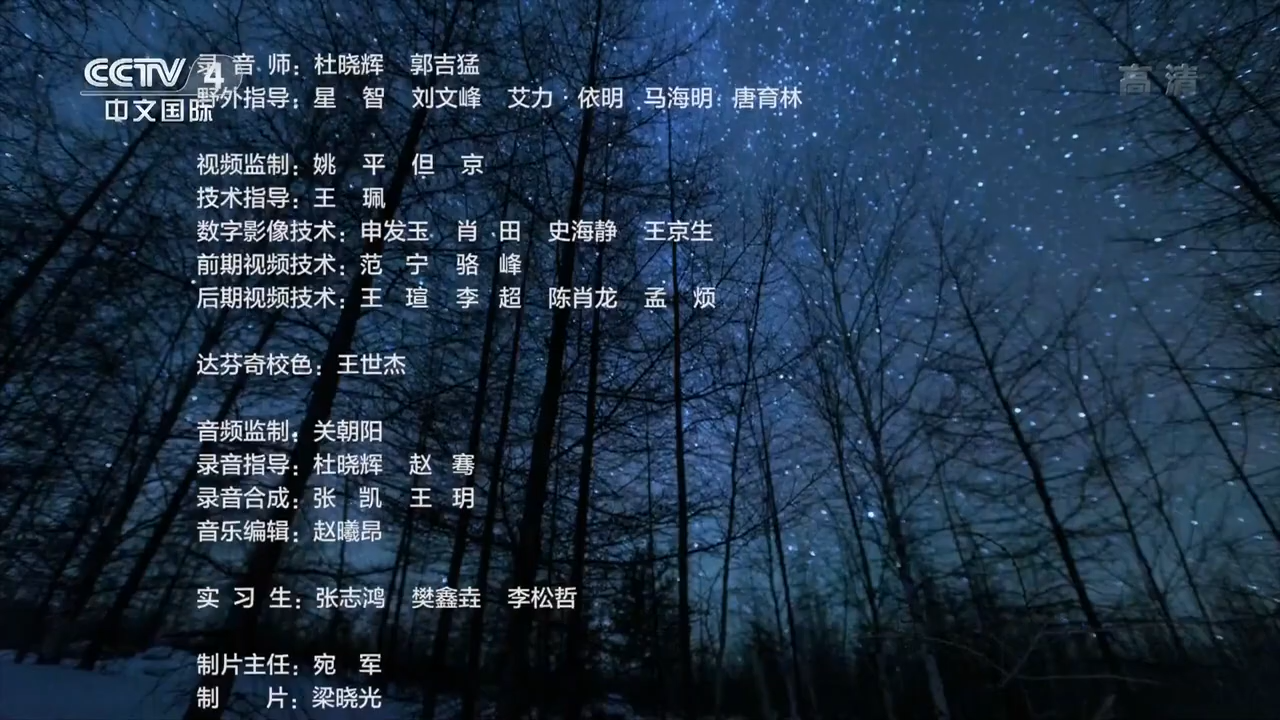 CCTV 4
中文国际
高清
录 音 师：杜晓辉 郭吉猛
野外指导：星 智 刘文峰 艾力·依明 马海明 唐育林
视频监制：姚 平 但 京
技术指导：王 珮
数字影像技术：申发玉 肖 田 史海静 王京生
前期视频技术：范 宁 骆 峰
后期视频技术：王 瑄 李 超 陈肖龙 孟 烦
达芬奇校色：王世杰
音频监制：关朝阳
录音指导：杜晓辉 赵 骞
录音合成：张 凯 王 玥
音乐编辑：赵曦昂
实 习 生：张志鸿 樊鑫垚 李松哲
制片主任：宛 军
制 片：梁晓光